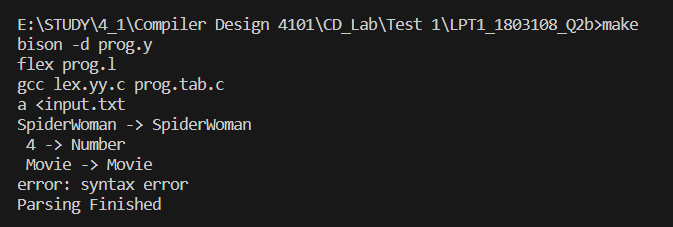 E:\STUDY\4_1\Compiler Design 4101\CD_Lab\Test 1\LPT1_1803108_Q2b>make
bison -d prog.y
flex prog.l
gcc lex.yy.c prog.tab.c
a <input.txt
SpiderWoman -> SpiderWoman
 4 -> Number
 Movie -> Movie
error: syntax error
Parsing Finished